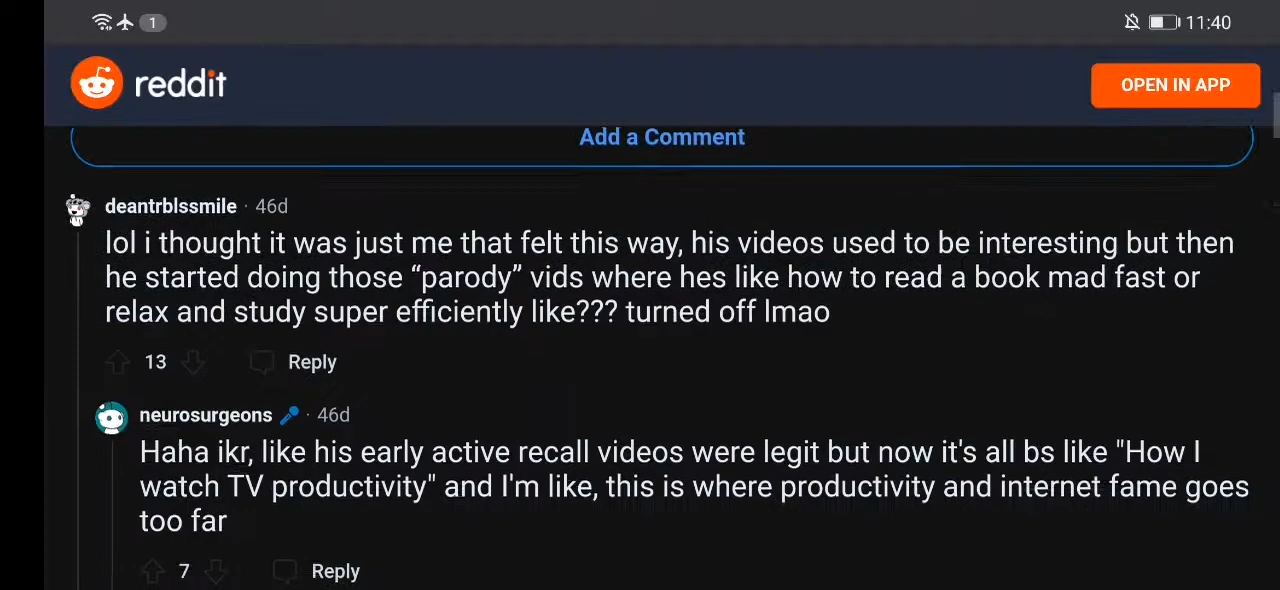 1
11:40
reddit
OPEN IN APP
Add a Comment
deantrblssmile · 46d
lol i thought it was just me that felt this way, his videos used to be interesting but then
he started doing those “parody” vids where hes like how to read a book mad fast or
relax and study super efficiently like??? turned off lmao
13
Reply
neurosurgeons · 46d
Haha ikr, like his early active recall videos were legit but now it's all bs like "How I
watch TV productivity" and I'm like, this is where productivity and internet fame goes
too far
7
Reply